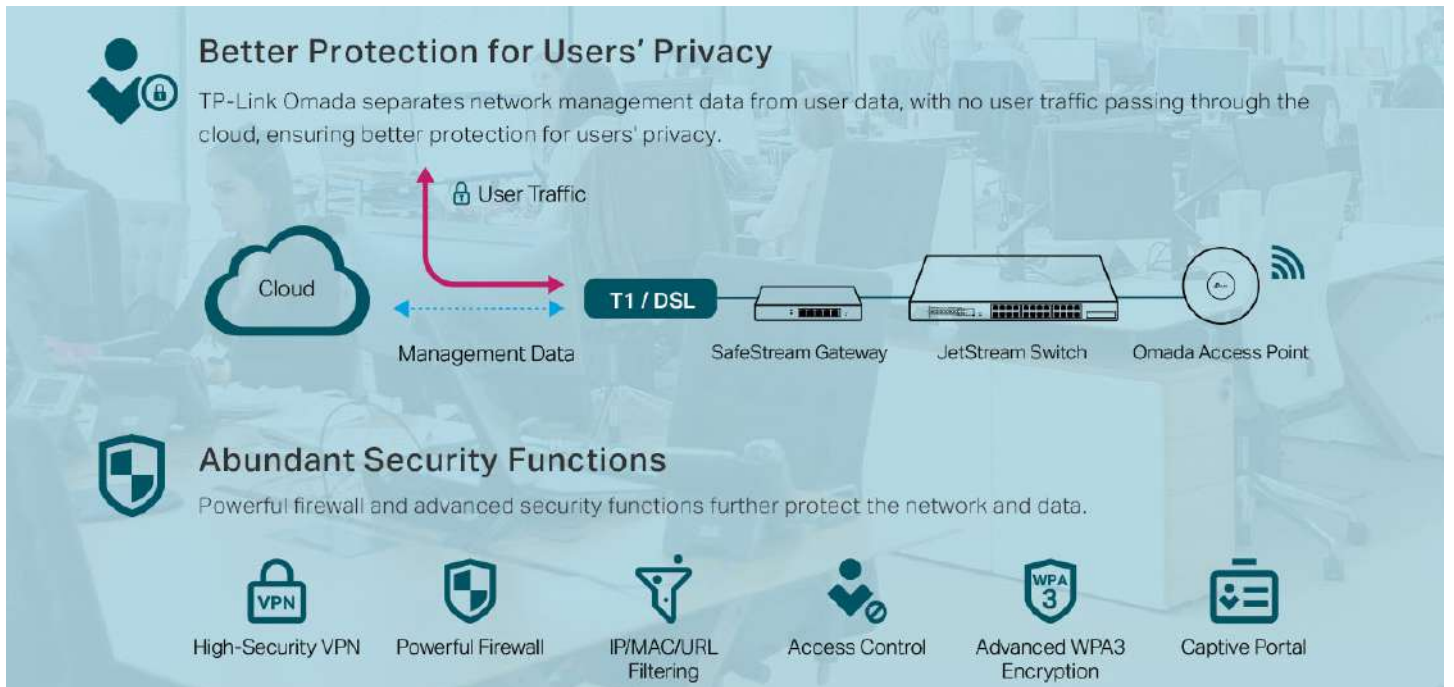 Better Protection for Users' Privacy
TP-Link Omada separates network management data from user data, with no user traffic passing through the
cloud, ensuring better protection for users' privacy.
User Traffic
Cloud
T1 / DSL
Management Data
SafeStream Gateway
JetStream Switch
Omada Access Point
Abundant Security Functions
Powerful firewall and advanced security functions further protect the network and data.
VPN
WPA
3
High-Security VPN
Powerful Firewall
IP/MAC/URL
Filtering
Access Control
Advanced WPA3
Encryption
Captive Portal